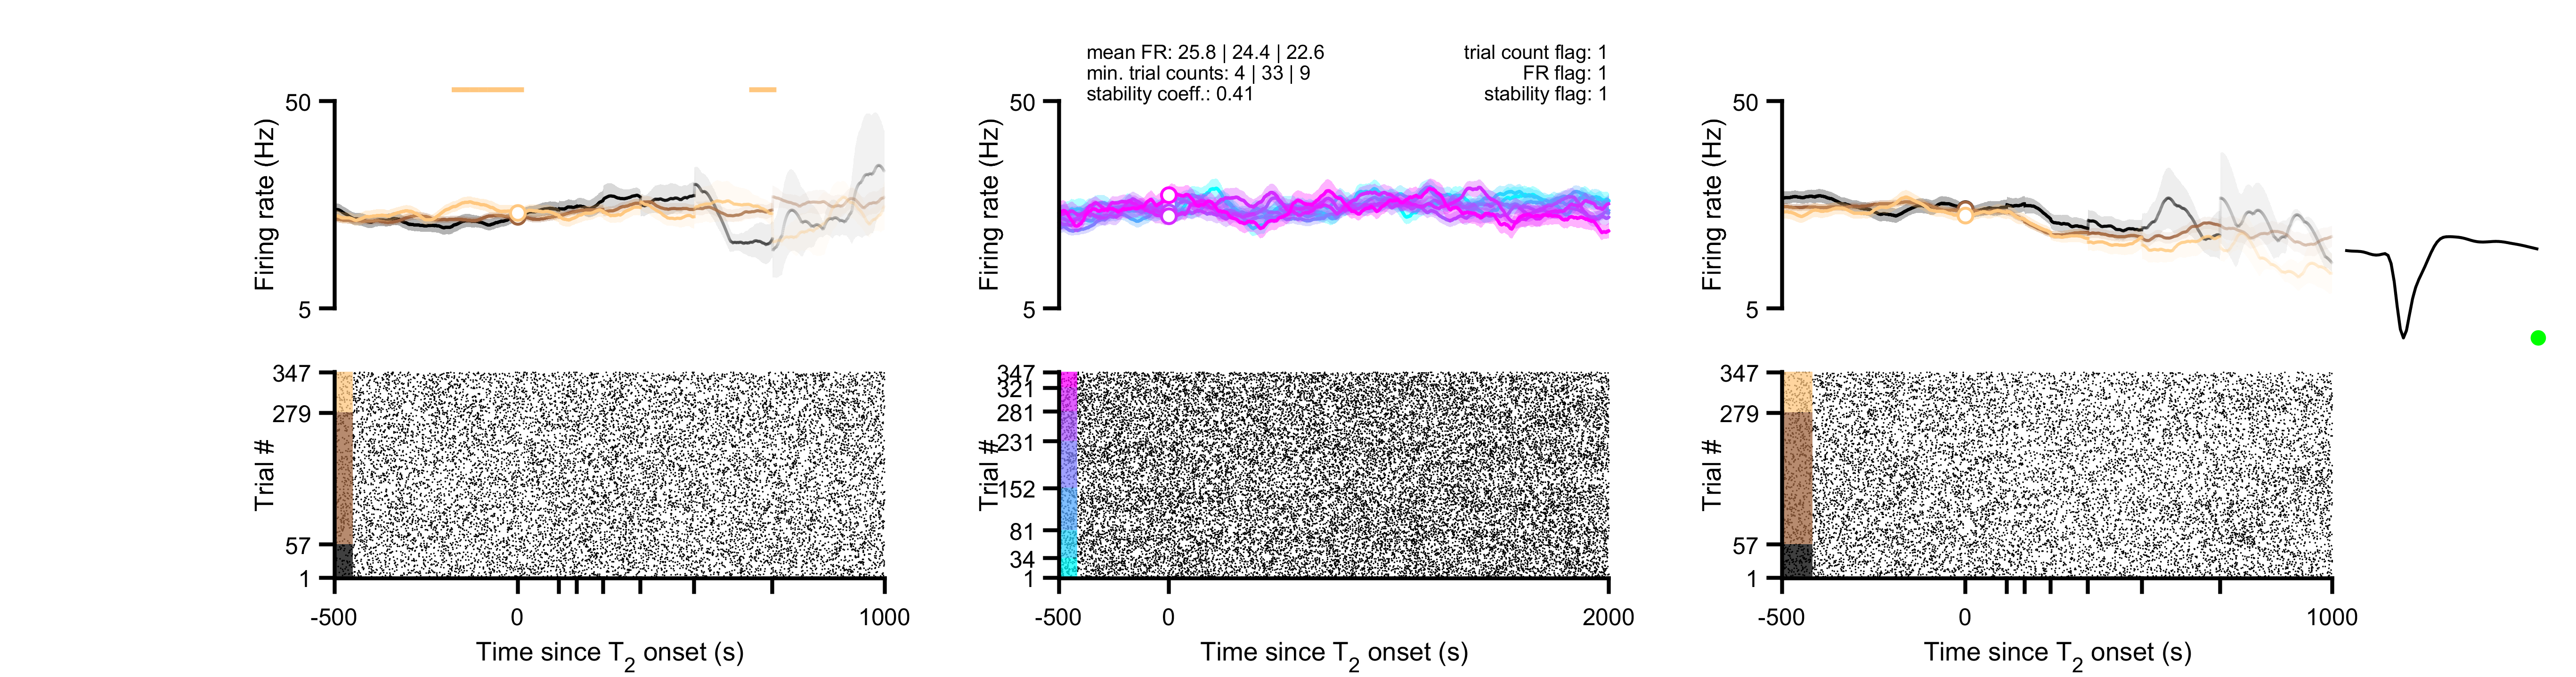 mean FR: 25.8 | 24.4 | 22.6
min. trial counts: 4 | 33 | 9
stability coeff.: 0.41
trial count flag: 1
FR flag: 1
stability flag: 1
50
Firing rate (Hz)
5
50
Firing rate (Hz)
5
50
Firing rate (Hz)
5
347
279
Trial #
57
1
-500
0
1000
Time since T2 onset (s)
347
321
281
231
152
81
34
1
Trial #
-500
0
2000
Time since T2 onset (s)
347
279
Trial #
57
1
-500
0
1000
Time since T2 onset (s)